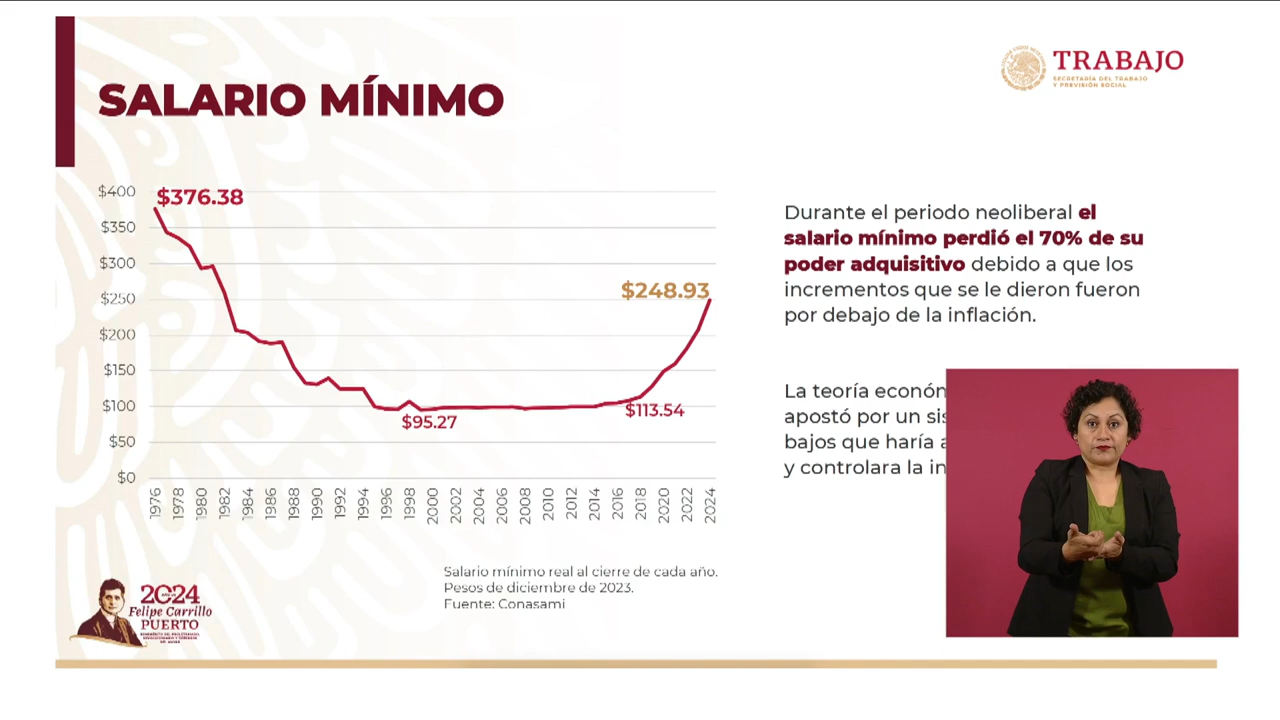 TRABAJO
SECRETARÍA DEL TRABAJO
Y PREVISIÓN SOCIAL
SALARIO MÍNIMO
$400
$350
$300
$250
$200
$150
$100
$50
$0
$376.38
$248.93
$95.27
$113.54
1976
1978
1980
1982
1984
1986
1988
1990
1992
1994
1996
1998
2000
2002
2004
2006
2008
2010
2012
2014
2016
2018
2020
2022
2024
Durante el periodo neoliberal el
salario mínimo perdió el 70% de su
poder adquisitivo debido a que los
incrementos que se le dieron fueron
por debajo de la inflación.
La teoría econón
apostó por un sis
bajos que haría a
y controlara la in
Salario mínimo real al cierre de cada año.
Pesos de diciembre de 2023.
Fuente: Conasami
2024
Felipe Carrillo
PUERTO